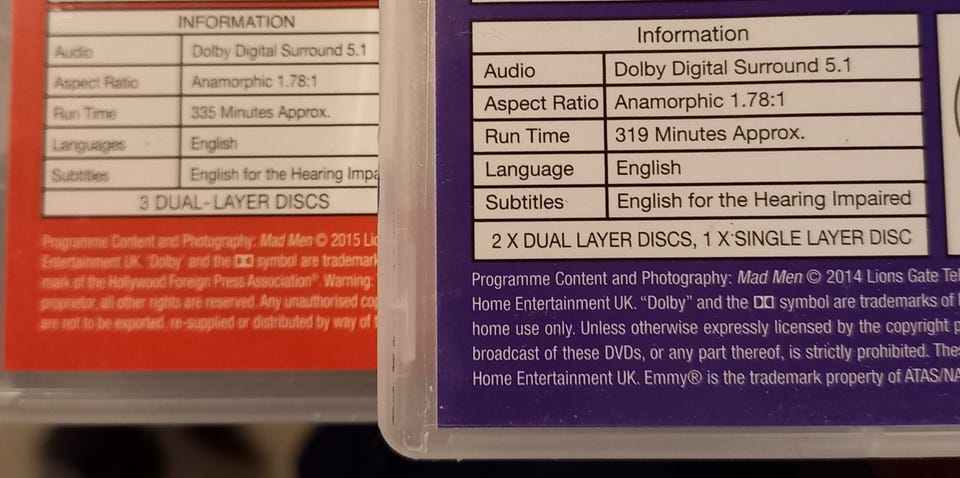 INFORMATION
Audio Dolby Digital Surround 5.1
Aspect Ratio Anamorphic 1.78:1
Run Time 335 Minutes Approx.
Languages English
Subtitles English for the Hearing Impa
3 DUAL-LAYER DISCS
Programme Content and Photography: Mad Men © 2015 Lio
Entertainment UK. 'Dolby' and the symbol are trademark
mark of the Hollywood Foreign Press Association®. Warning:
proprietor, all other rights are reserved. Any unauthorised cop
are not to be exported, re-supplied or distributed by way of t
Information
Audio Dolby Digital Surround 5.1
Aspect Ratio Anamorphic 1.78:1
Run Time 319 Minutes Approx.
Language English
Subtitles English for the Hearing Impaired
2 X DUAL LAYER DISCS, 1 X SINGLE LAYER DISC
Programme Content and Photography: Mad Men © 2014 Lions Gate Tel
Home Entertainment UK. "Dolby" and the symbol are trademarks of
home use only. Unless otherwise expressly licensed by the copyright p
broadcast of these DVDs, or any part thereof, is strictly prohibited. Thes
Home Entertainment UK. Emmy® is the trademark property of ATAS/NA